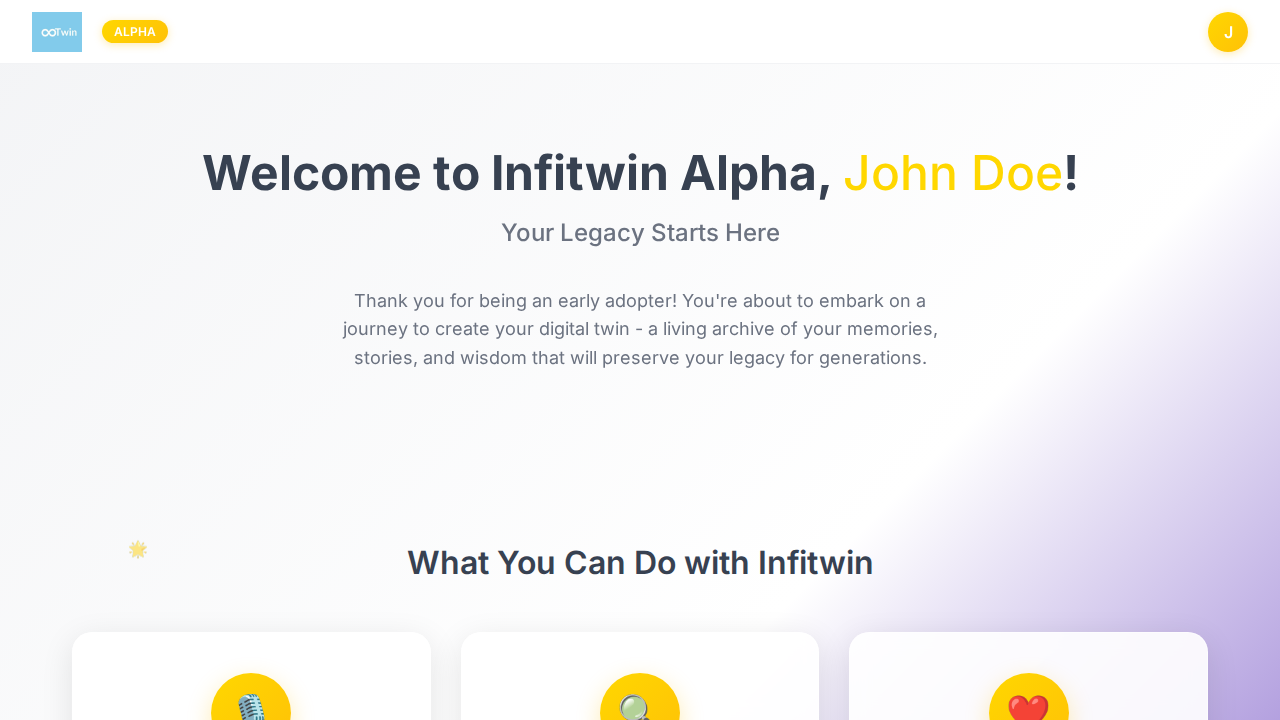 Twin
ALPHA
J
Welcome to Infitwin Alpha, John Doe!
Your Legacy Starts Here
Thank you for being an early adopter! You're about to embark on a
journey to create your digital twin - a living archive of your memories,
stories, and wisdom that will preserve your legacy for generations.
What You Can Do with Infitwin